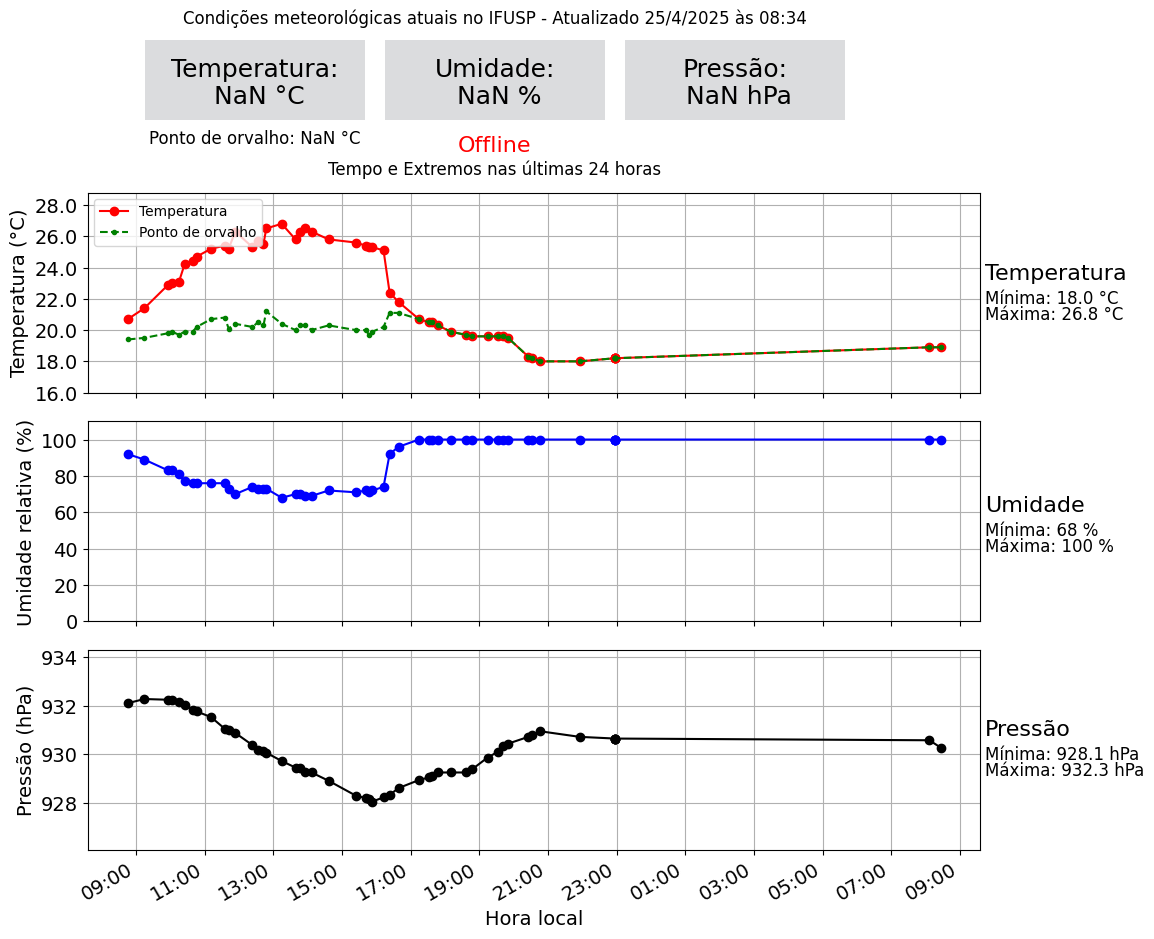 Condições meteorológicas atuais no IFUSP - Atualizado 25/4/2025 às 08:34
Temperatura:
NaN °C
Umidade:
NaN %
Pressão:
NaN hPa
Ponto de orvalho: NaN °C
Offline
Tempo e Extremos nas últimas 24 horas
Temperatura (°C)
28.0
26.0
24.0
22.0
20.0
18.0
16.0
Temperatura
Ponto de orvalho
Temperatura
Mínima: 18.0 °C
Máxima: 26.8 °C
Umidade relativa (%)
100
80
60
40
20
0
Umidade
Mínima: 68 %
Máxima: 100 %
Pressão (hPa)
934
932
930
928
Pressão
Mínima: 928.1 hPa
Máxima: 932.3 hPa
09:00
11:00
13:00
15:00
17:00
19:00
21:00
23:00
01:00
03:00
05:00
07:00
09:00
Hora local